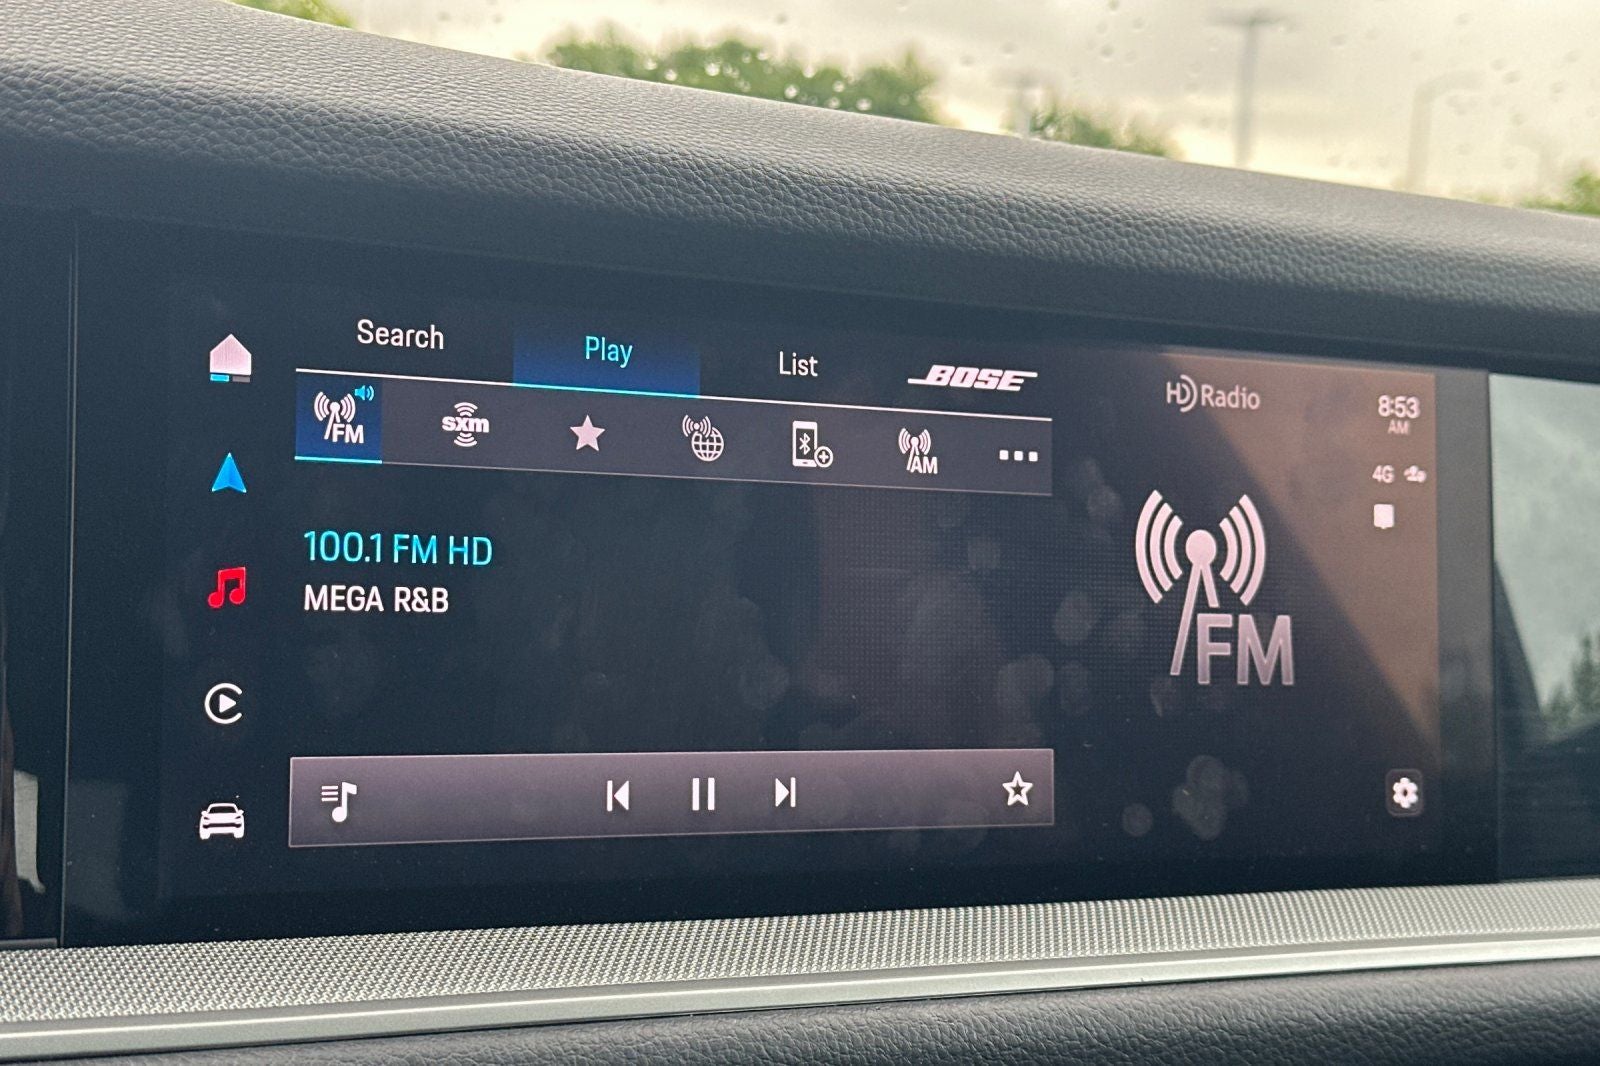 Search Play List BOSE
FM sxm AM
HD Radio
8:53
AM
4G
100.1 FM HD
MEGA R&B
FM